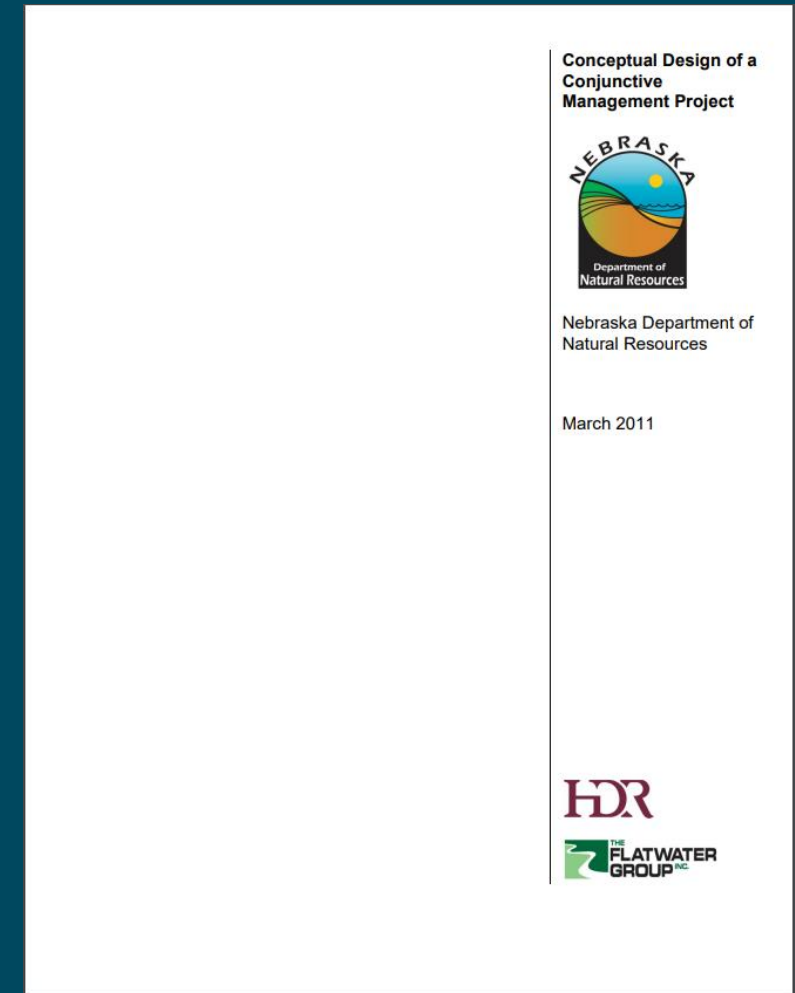 Conceptual Design of a
Conjunctive
Management Project
NEBRASKA
Department of
Natural Resources
Nebraska Department of
Natural Resources
March 2011
HDR
THE
FLATWATER
GROUP INC.